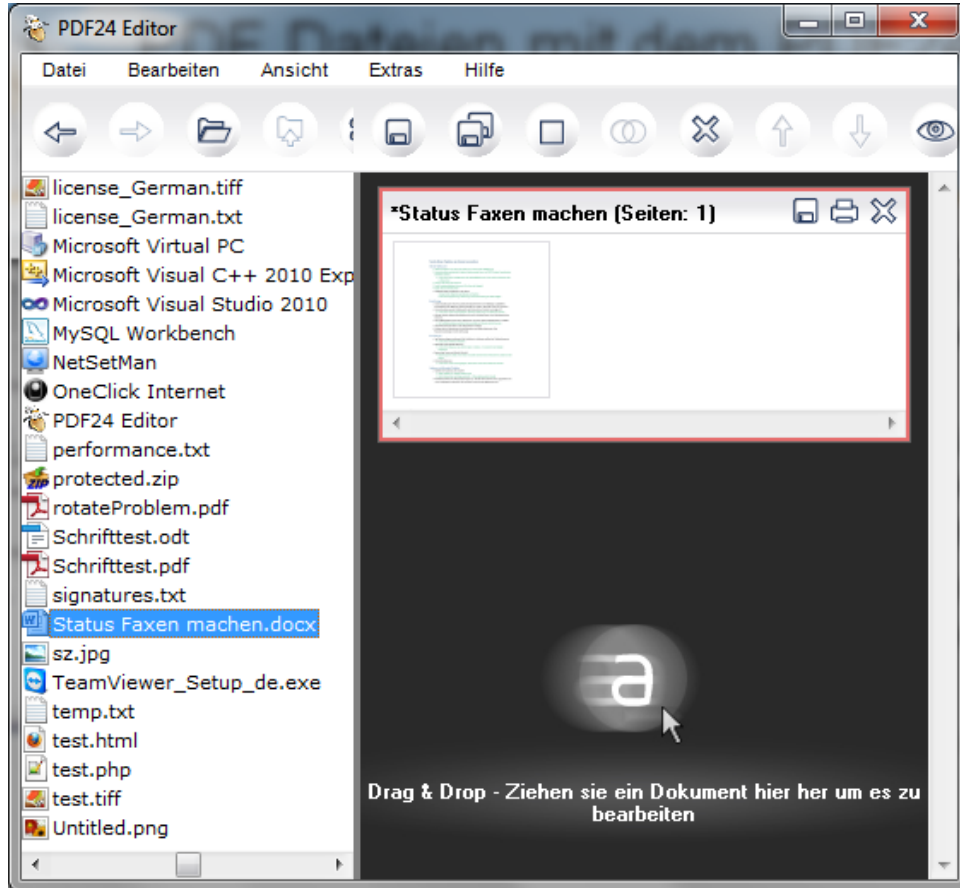 PDF24 Editor
Datei Bearbeiten Ansicht Extras Hilfe
license_German.tiff
license_German.txt
Microsoft Virtual PC
Microsoft Visual C++ 2010 Exp
Microsoft Visual Studio 2010
MySQL Workbench
NetSetMan
OneClick Internet
PDF24 Editor
performance.txt
protected.zip
rotateProblem.pdf
Schrifttest.odt
Schrifttest.pdf
signatures.txt
Status Faxen machen.docx
sz.jpg
TeamViewer_Setup_de.exe
temp.txt
test.html
test.php
test.tiff
Untitled.png
*Status Faxen machen (Seiten: 1)
a
Drag & Drop - Ziehen sie ein Dokument hier her um es zu
bearbeiten